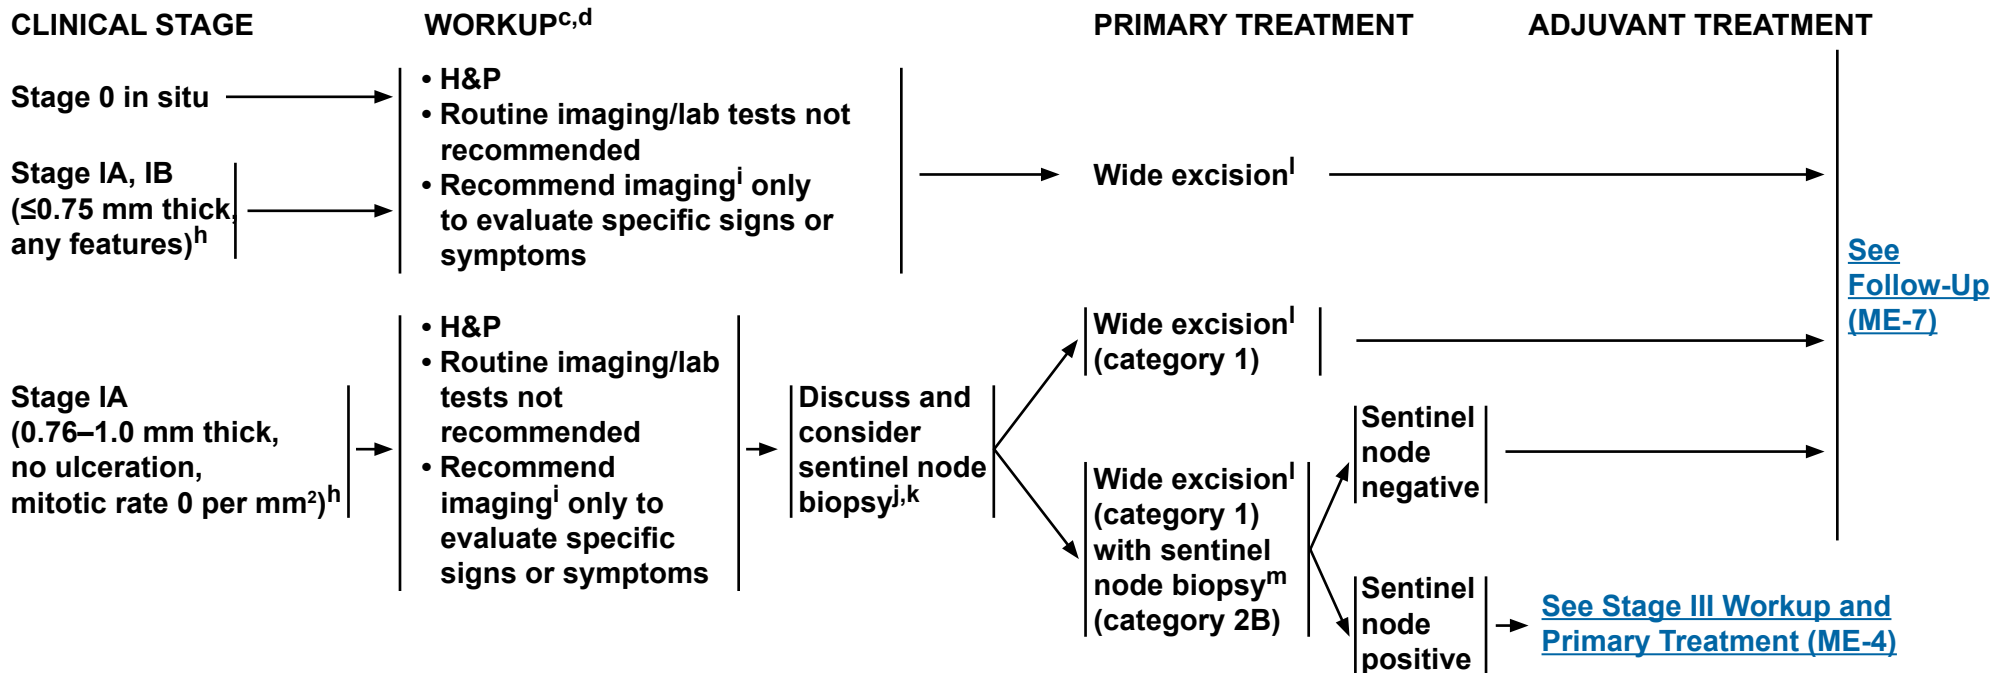 CLINICAL STAGE
WORKUPc,d
PRIMARY TREATMENT
ADJUVANT TREATMENT
Stage 0 in situ
Stage IA, IB
(≤0.75 mm thick,
any features)h
• H&P
• Routine imaging/lab tests not
recommended
• Recommend imagingi only
to evaluate specific signs or
symptoms
Wide excisionl
See
Follow-Up
(ME-7)
Stage IA
(0.76–1.0 mm thick,
no ulceration,
mitotic rate 0 per mm²)h
• H&P
• Routine imaging/lab
tests not
recommended
• Recommend
imagingi only to
evaluate specific
signs or symptoms
Discuss and
consider
sentinel node
biopsyj,k
Wide excisionl
(category 1)
Wide excisionl
(category 1)
with sentinel
node biopsym
(category 2B)
Sentinel
node
negative
Sentinel
node
positive
See Stage III Workup and
Primary Treatment (ME-4)